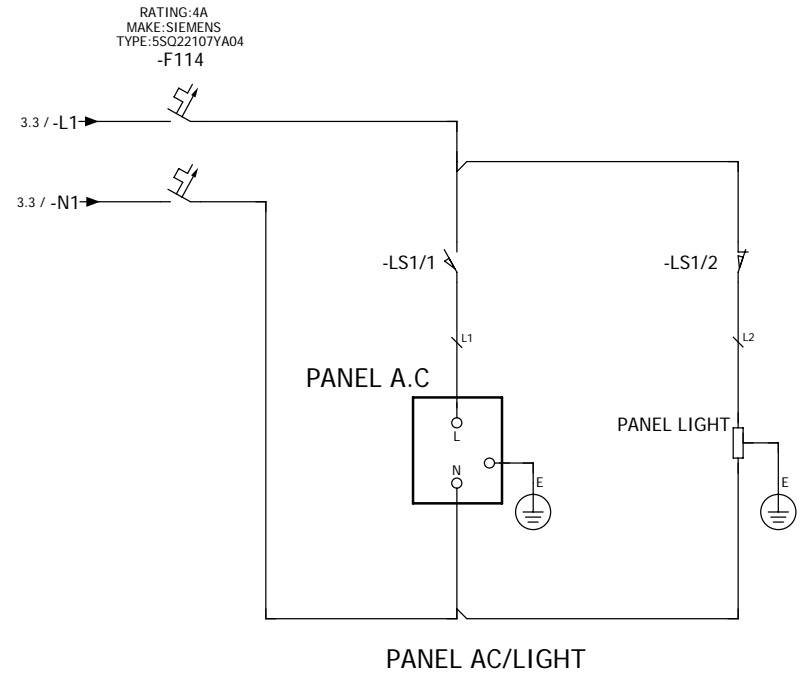 RATING:4A
MAKE:SIEMENS
TYPE:5SQ22107YA04
-F114
3.3 / -L1
3.3 / -N1
-LS1/1
-LS1/2
L1
L2
PANEL A.C
PANEL LIGHT
L
N
E
E
PANEL AC/LIGHT